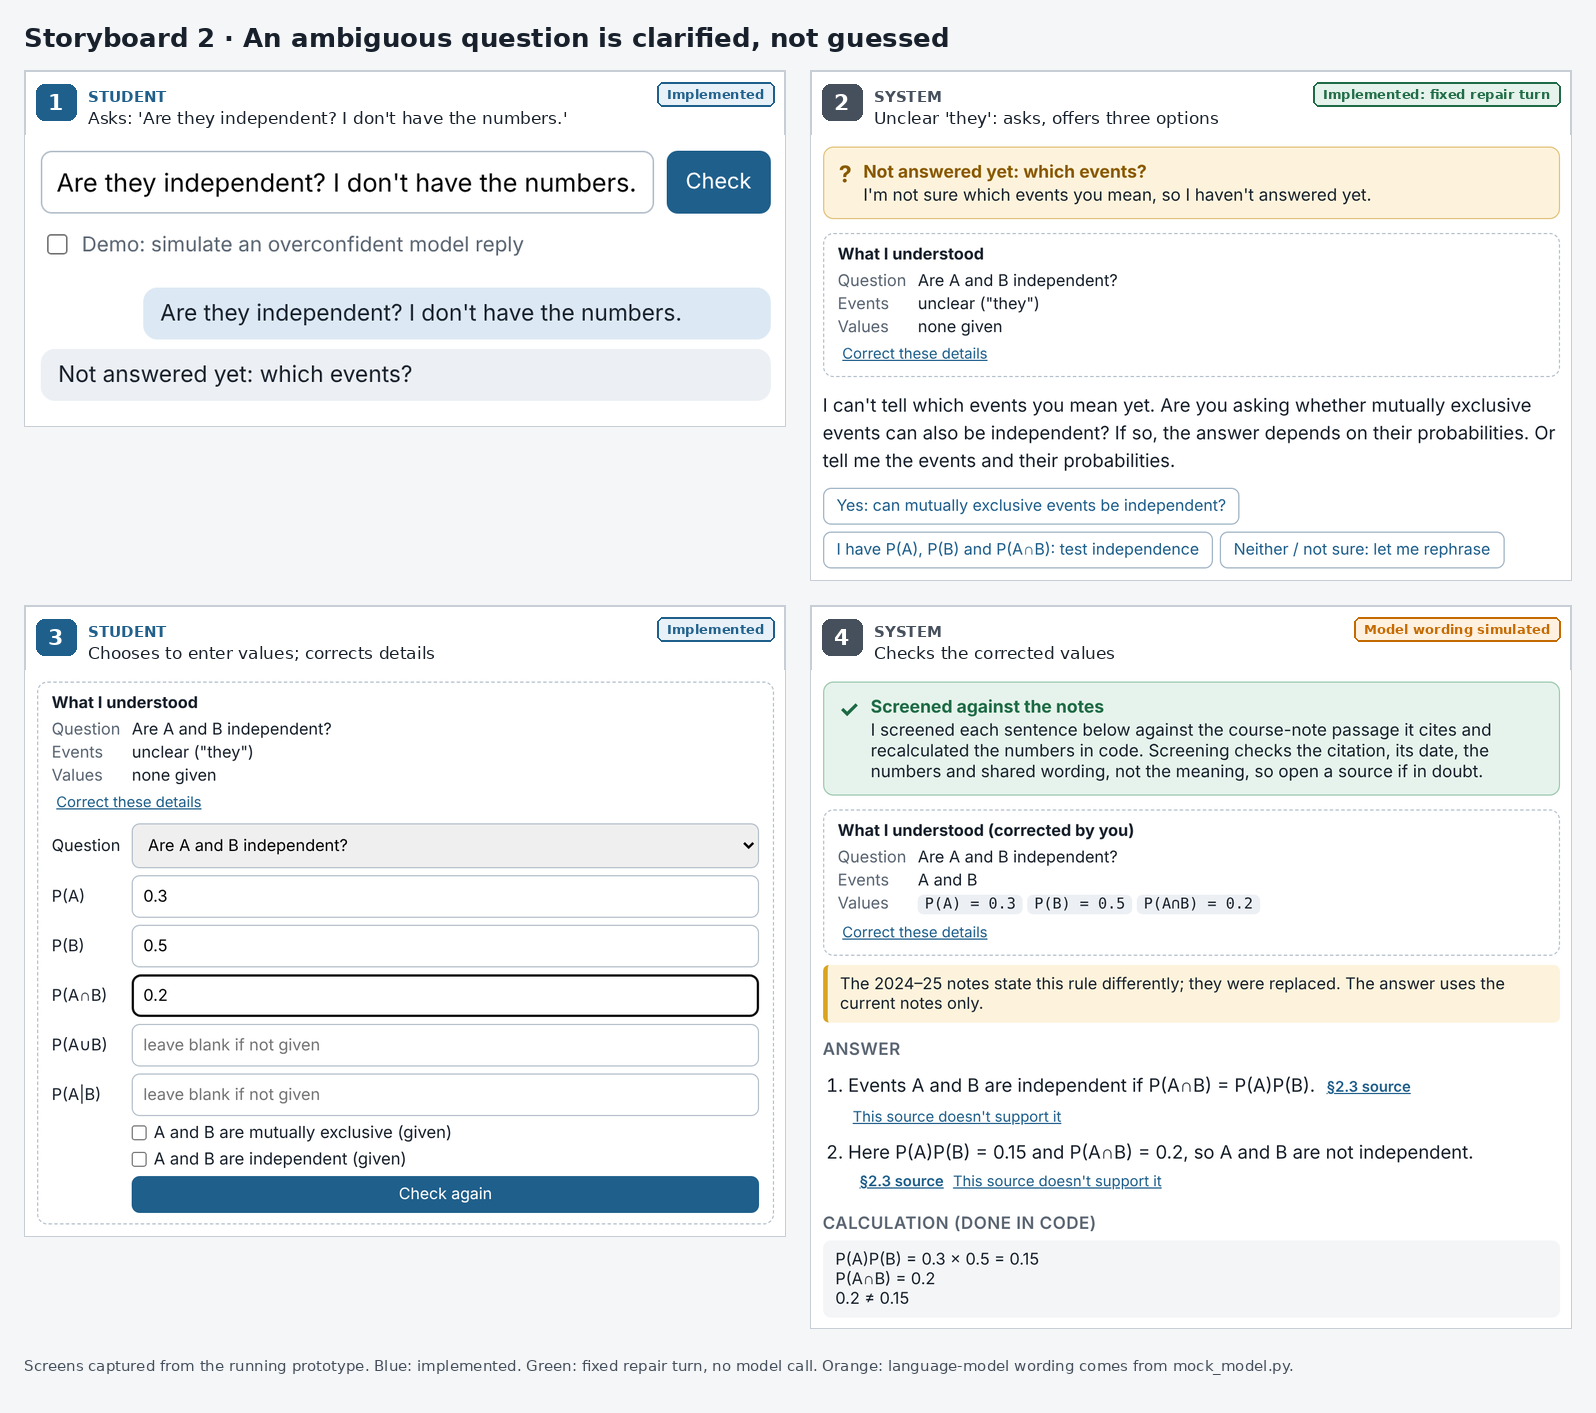 Storyboard 2 · An ambiguous question is clarified, not guessed
1
STUDENT
Implemented
Asks: 'Are they independent? I don't have the numbers.'
Are they independent? I don't have the numbers.
Check
Demo: simulate an overconfident model reply
Are they independent? I don't have the numbers.
Not answered yet: which events?
2
SYSTEM
Implemented: fixed repair turn
Unclear 'they': asks, offers three options
? Not answered yet: which events?
I'm not sure which events you mean, so I haven't answered yet.
What I understood
Question Are A and B independent?
Events unclear ("they")
Values none given
Correct these details
I can't tell which events you mean yet. Are you asking whether mutually exclusive
events can also be independent? If so, the answer depends on their probabilities. Or
tell me the events and their probabilities.
Yes: can mutually exclusive events be independent?
I have P(A), P(B) and P(A∩B): test independence
Neither / not sure: let me rephrase
3
STUDENT
Implemented
Chooses to enter values; corrects details
What I understood
Question Are A and B independent?
Events unclear ("they")
Values none given
Correct these details
Question Are A and B independent?
P(A) 0.3
P(B) 0.5
P(A∩B) 0.2
P(A∪B) leave blank if not given
P(A|B) leave blank if not given
A and B are mutually exclusive (given)
A and B are independent (given)
Check again
4
SYSTEM
Model wording simulated
Checks the corrected values
✓ Screened against the notes
I screened each sentence below against the course-note passage it cites and
recalculated the numbers in code. Screening checks the citation, its date, the
numbers and shared wording, not the meaning, so open a source if in doubt.
What I understood (corrected by you)
Question Are A and B independent?
Events A and B
Values P(A) = 0.3 P(B) = 0.5 P(A∩B) = 0.2
Correct these details
The 2024–25 notes state this rule differently; they were replaced. The answer uses the
current notes only.
ANSWER
1. Events A and B are independent if P(A∩B) = P(A)P(B). §2.3 source
This source doesn't support it
2. Here P(A)P(B) = 0.15 and P(A∩B) = 0.2, so A and B are not independent.
§2.3 source This source doesn't support it
CALCULATION (DONE IN CODE)
P(A)P(B) = 0.3 × 0.5 = 0.15
P(A∩B) = 0.2
0.2 ≠ 0.15
Screens captured from the running prototype. Blue: implemented. Green: fixed repair turn, no model call. Orange: language-model wording comes from mock_model.py.